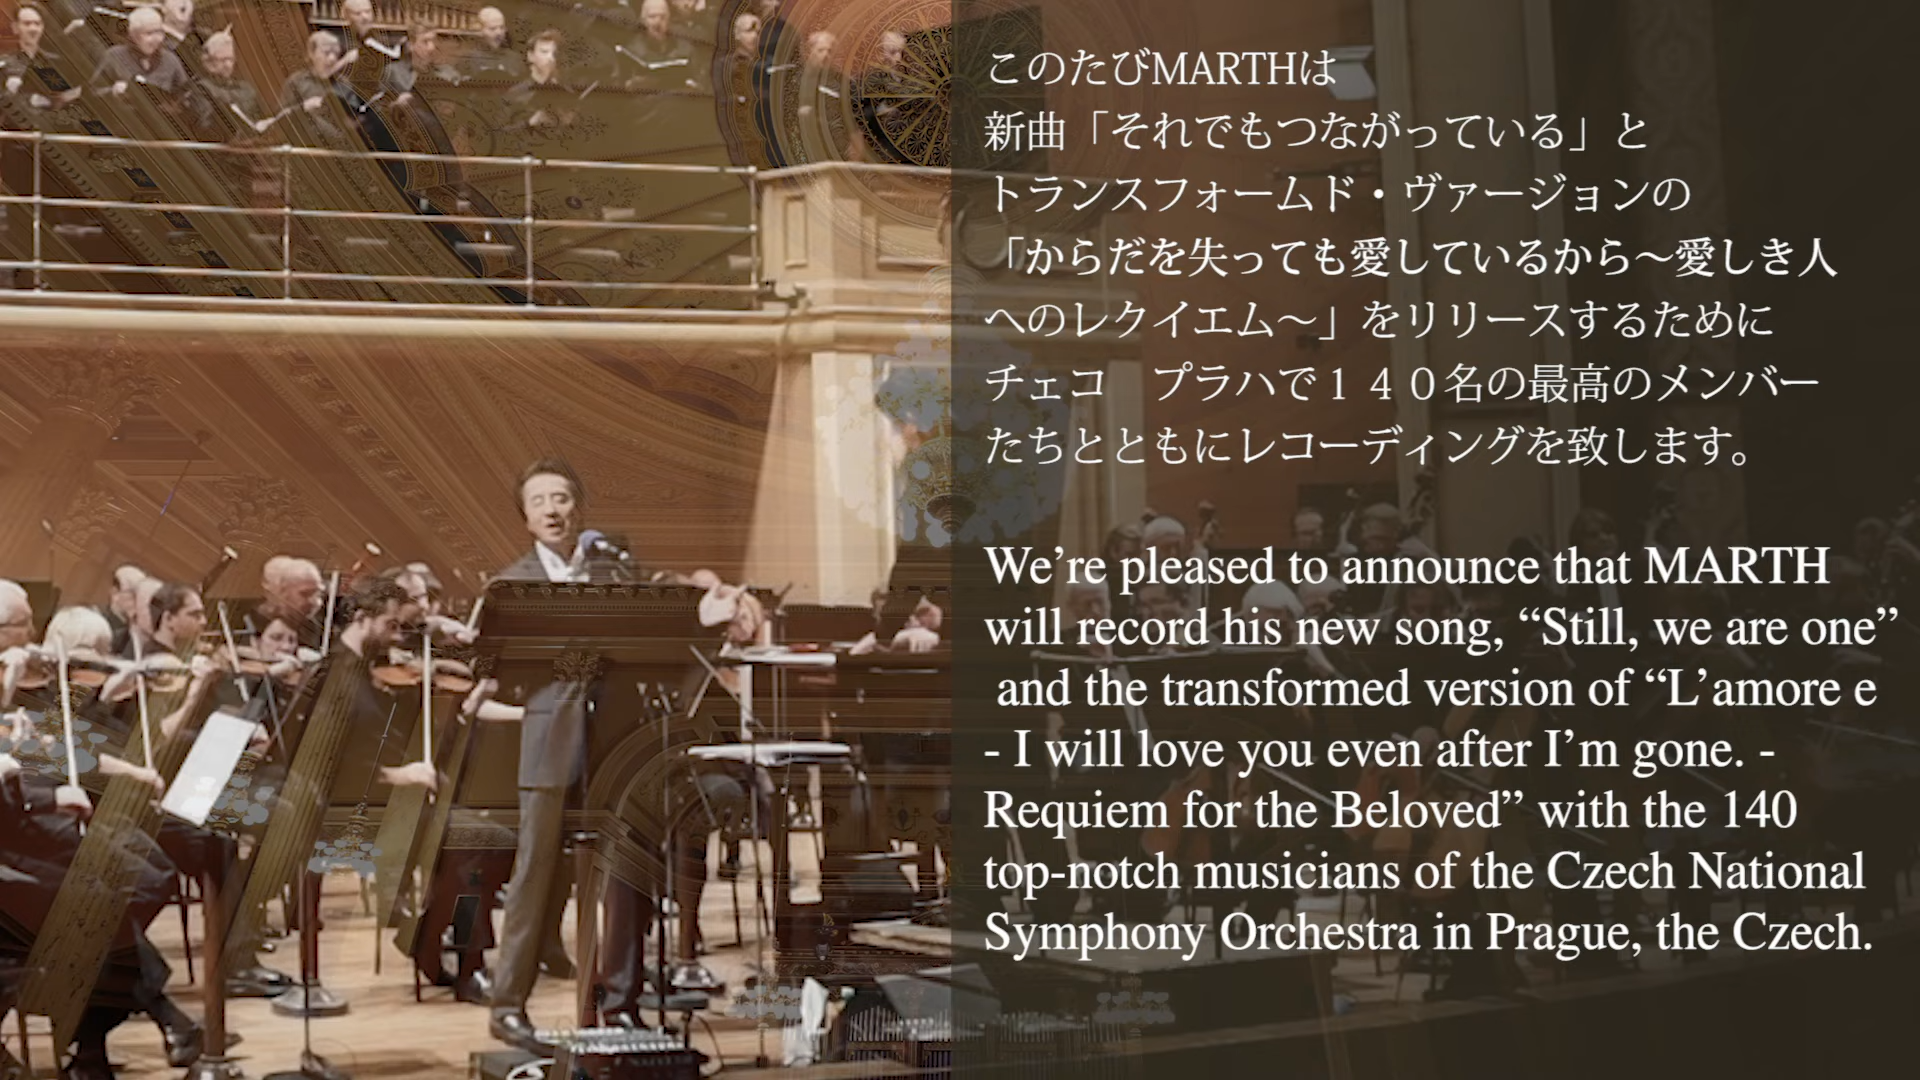 このたびMARTHは
新曲「それでもつながっている」と
トランスフォームド・ヴァージョンの
「からだを失っても愛しているから～愛しき人
へのレクイエム～」をリリースするために
チェコ　プラハで１４０名の最高のメンバー
たちとともにレコーディングを致します。
We’re pleased to announce that MARTH
will record his new song, “Still, we are one”
and the transformed version of “L’amore e
- I will love you even after I’m gone. -
Requiem for the Beloved” with the 140
top-notch musicians of the Czech National
Symphony Orchestra in Prague, the Czech.